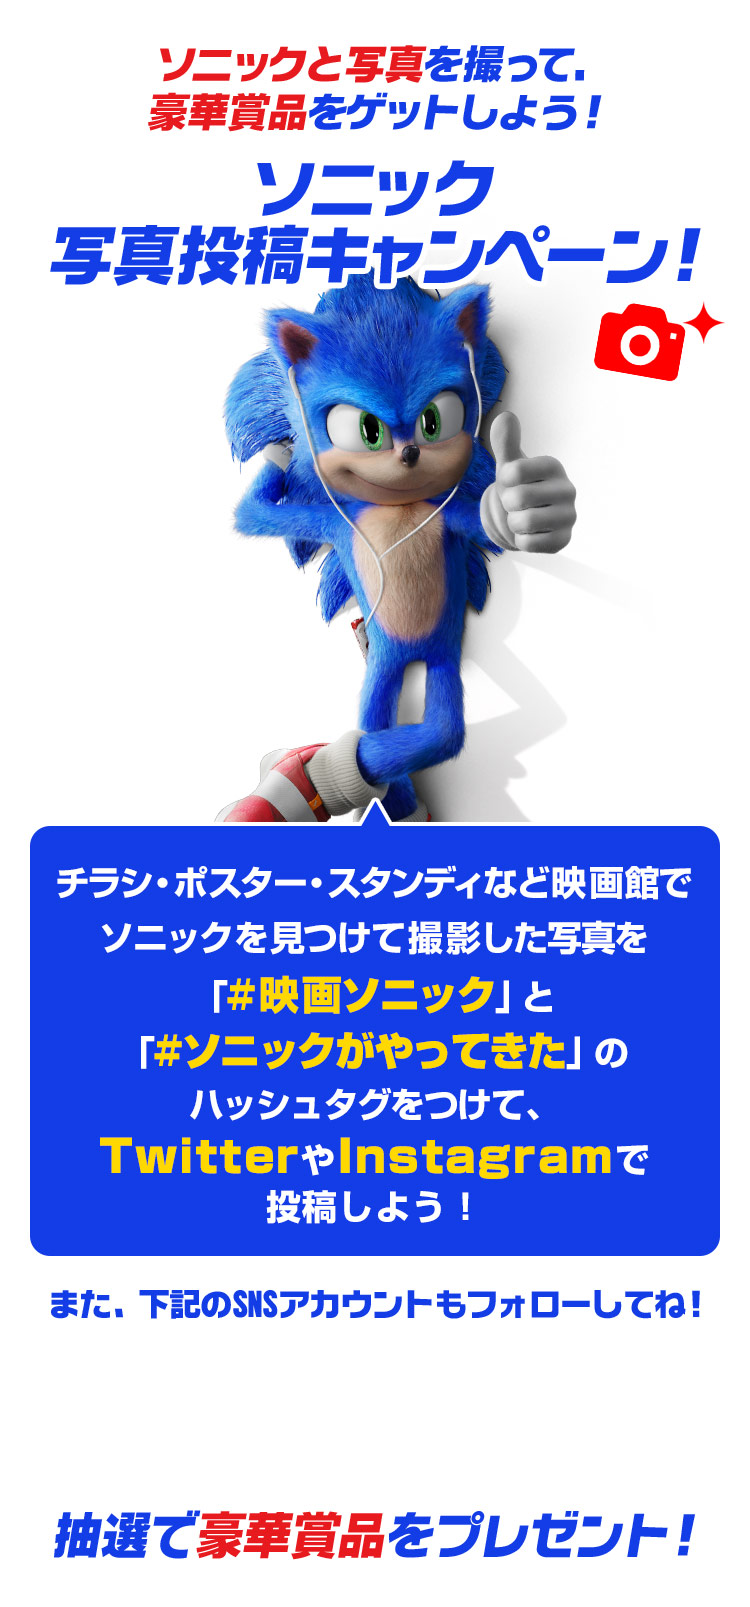 ソニックと写真を撮って、
豪華賞品をゲットしよう！
ソニック
写真投稿キャンペーン！
チラシ・ポスター・スタンディなど映画館で
ソニックを見つけて撮影した写真を
「#映画ソニック」と
「#ソニックがやってきた」の
ハッシュタグをつけて、
TwitterやInstagramで
投稿しよう！
また、下記のSNSアカウントもフォローしてね！
抽選で豪華賞品をプレゼント！